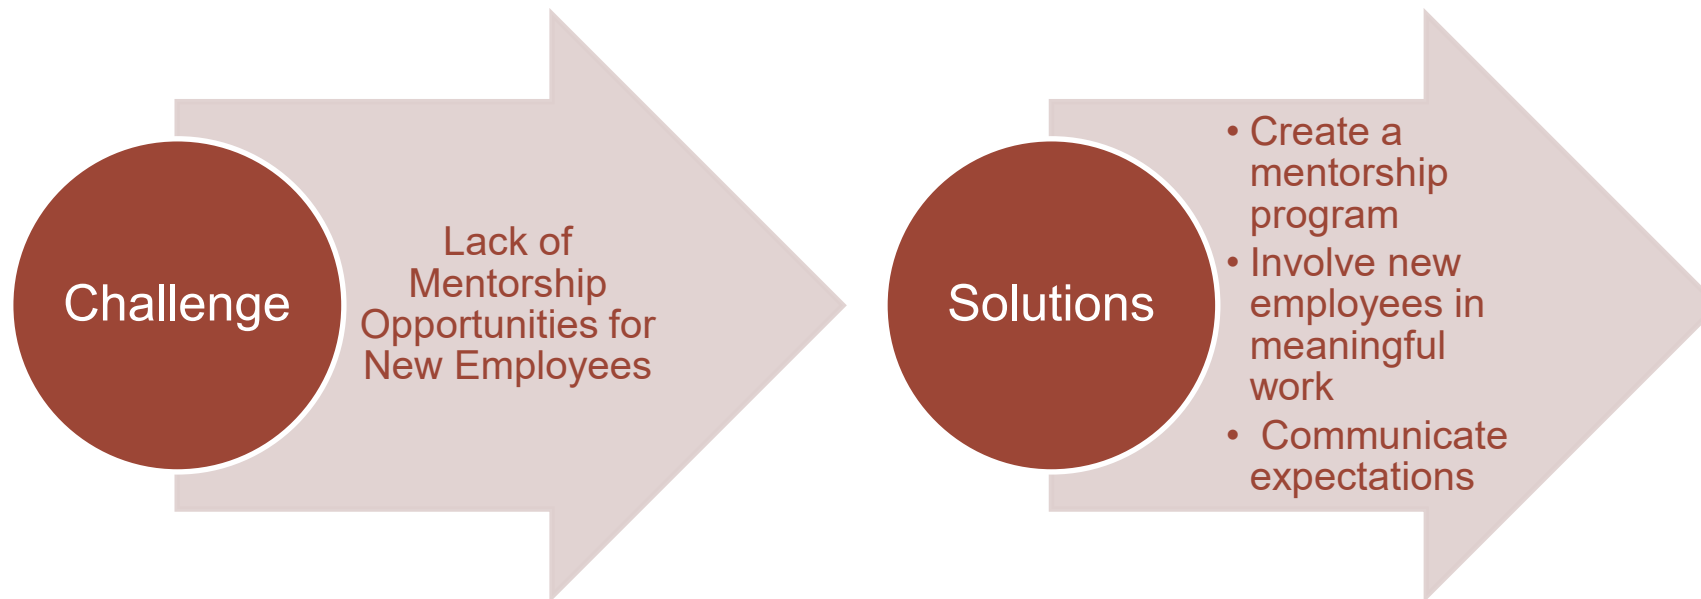 Challenge
Lack of
Mentorship
Opportunities for
New Employees
Solutions
• Create a
mentorship
program
• Involve new
employees in
meaningful
work
• Communicate
expectations